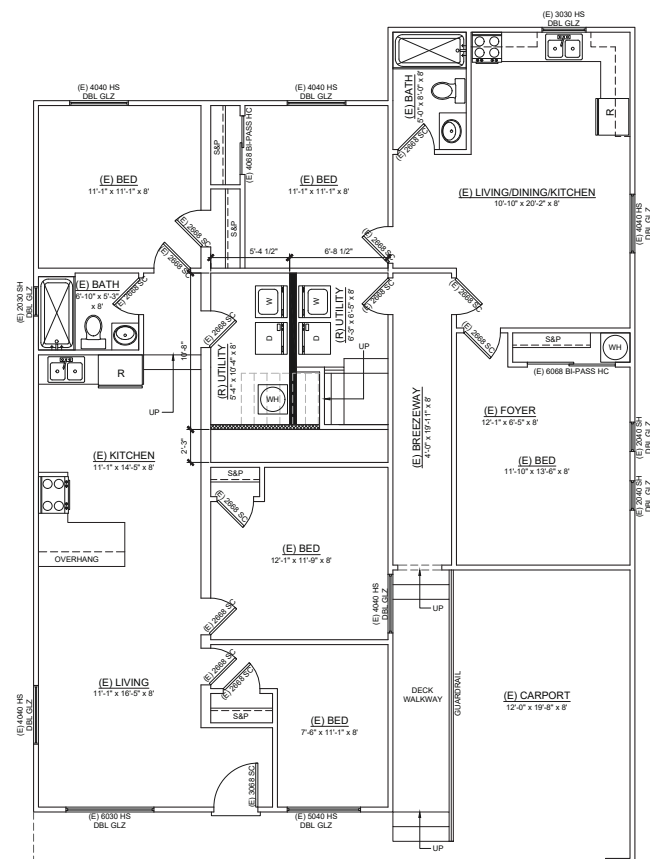 (E) 3030 HS
DBL GLZ
(E) 4040 HS
DBL GLZ
(E) 4040 HS
DBL GLZ
(E) BATH
5'-0" x 8'-0" x 8'
R
(E) 2668 SC
S&P
(E) 4068 BI-PASS HC
(E) BED
11'-1" x 11'-1" x 8'
(E) BED
11'-1" x 11'-1" x 8'
(E) LIVING/DINING/KITCHEN
10'-10" x 20'-2" x 8'
(E) 4040 HS
DBL GLZ
S&P
(E) 2668 SC
(E) 2668 SC
5'-4 1/2"
6'-8 1/2"
(E) 2668 SC
(E) 2030 SH
DBL GLZ
(E) BATH
6'-10" x 5'-3"
x 8'
(E) 2668 SC
(E) 2668 SC
W
W
D
D
(R) UTILITY
6'-3" x 6'-5" x 8'
(E) 2668 SC
(E) 2668 SC
(E) 2668 SC
10'-8"
(R) UTILITY
5'-4" x 10'-4" x 8'
UP
S&P
WH
(E) 6068 BI-PASS HC
R
UP
WH
(E) BREEZEWAY
4'-0" x 19'-11" x 8'
(E) FOYER
12'-1" x 6'-5" x 8'
(E) 2040 SH
DBL GLZ
(E) KITCHEN
11'-1" x 14'-5" x 8'
2'-3"
S&P
(E) BED
11'-10" x 13'-6" x 8'
(E) 2040 SH
DBL GLZ
(E) 2668 SC
OVERHANG
(E) BED
12'-1" x 11'-9" x 8'
(E) 2668 SC
(E) 4040 HS
DBL GLZ
UP
(E) 2668 SC
(E) 2668 SC
(E) LIVING
11'-1" x 16'-5" x 8'
(E) 4040 HS
DBL GLZ
S&P
(E) BED
7'-6" x 11'-1" x 8'
DECK
WALKWAY
GUARDRAIL
(E) CARPORT
12'-0" x 19'-8" x 8'
(E) 3068 SC
(E) 6030 HS
DBL GLZ
(E) 5040 HS
DBL GLZ
UP